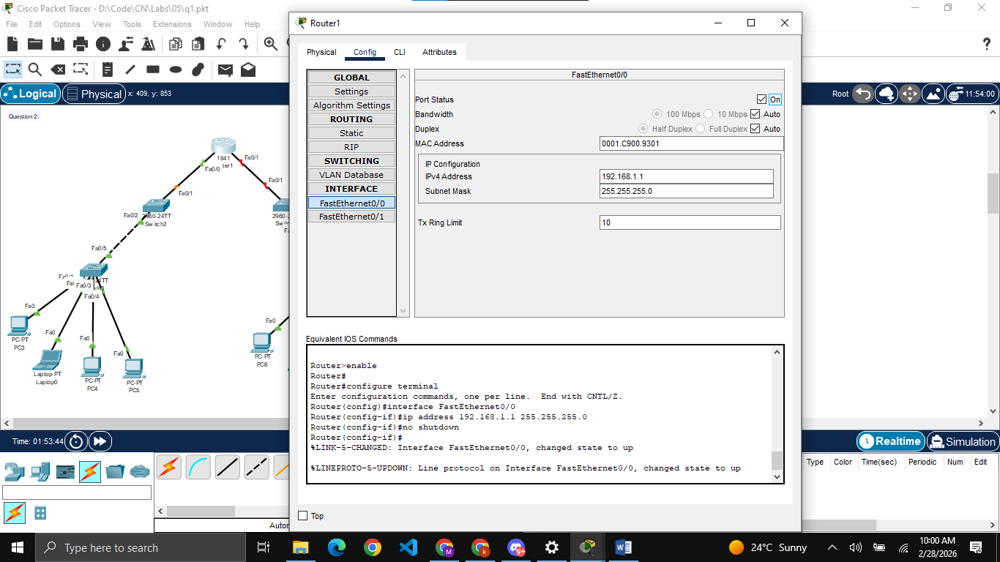 Cisco Packet Tracer - D:\Code\CN\Labs\05\q1.pkt
File Edit Options View Tools Extensions Window Help
Logical Physical x: 409, y: 853
Root 11:54:00
Question 2:
1841
ter1
Fa0/0
Fa0/1
Fa0/1
Fa0/1
2960-24TT
Switch2
Fa0/2
2960-2
Swi
Fa
Fa0/5
24TT
Fa0/3
Fa0/4
Fa0
PC-PT
PC3
Fa0
Laptop-PT
Laptop0
Fa0
PC-PT
PC4
Fa0
PC-PT
PC5
Fa0
PC-PT
PC6
Router1
Physical Config CLI Attributes
GLOBAL
Settings
Algorithm Settings
ROUTING
Static
RIP
SWITCHING
VLAN Database
INTERFACE
FastEthernet0/0
FastEthernet0/1
FastEthernet0/0
Port Status On
Bandwidth 100 Mbps 10 Mbps Auto
Duplex Half Duplex Full Duplex Auto
MAC Address 0001.C900.9301
IP Configuration
IPv4 Address 192.168.1.1
Subnet Mask 255.255.255.0
Tx Ring Limit 10
Equivalent IOS Commands
Router>enable
Router#
Router#configure terminal
Enter configuration commands, one per line. End with CNTL/Z.
Router(config)#interface FastEthernet0/0
Router(config-if)#ip address 192.168.1.1 255.255.255.0
Router(config-if)#no shutdown
Router(config-if)#
%LINK-5-CHANGED: Interface FastEthernet0/0, changed state to up
%LINEPROTO-5-UPDOWN: Line protocol on Interface FastEthernet0/0, changed state to up
Top
Time: 01:53:44
Realtime Simulation
Type Color Time(sec) Periodic Num Edit
Autor
Type here to search
24°C Sunny
10:00 AM
2/28/2026